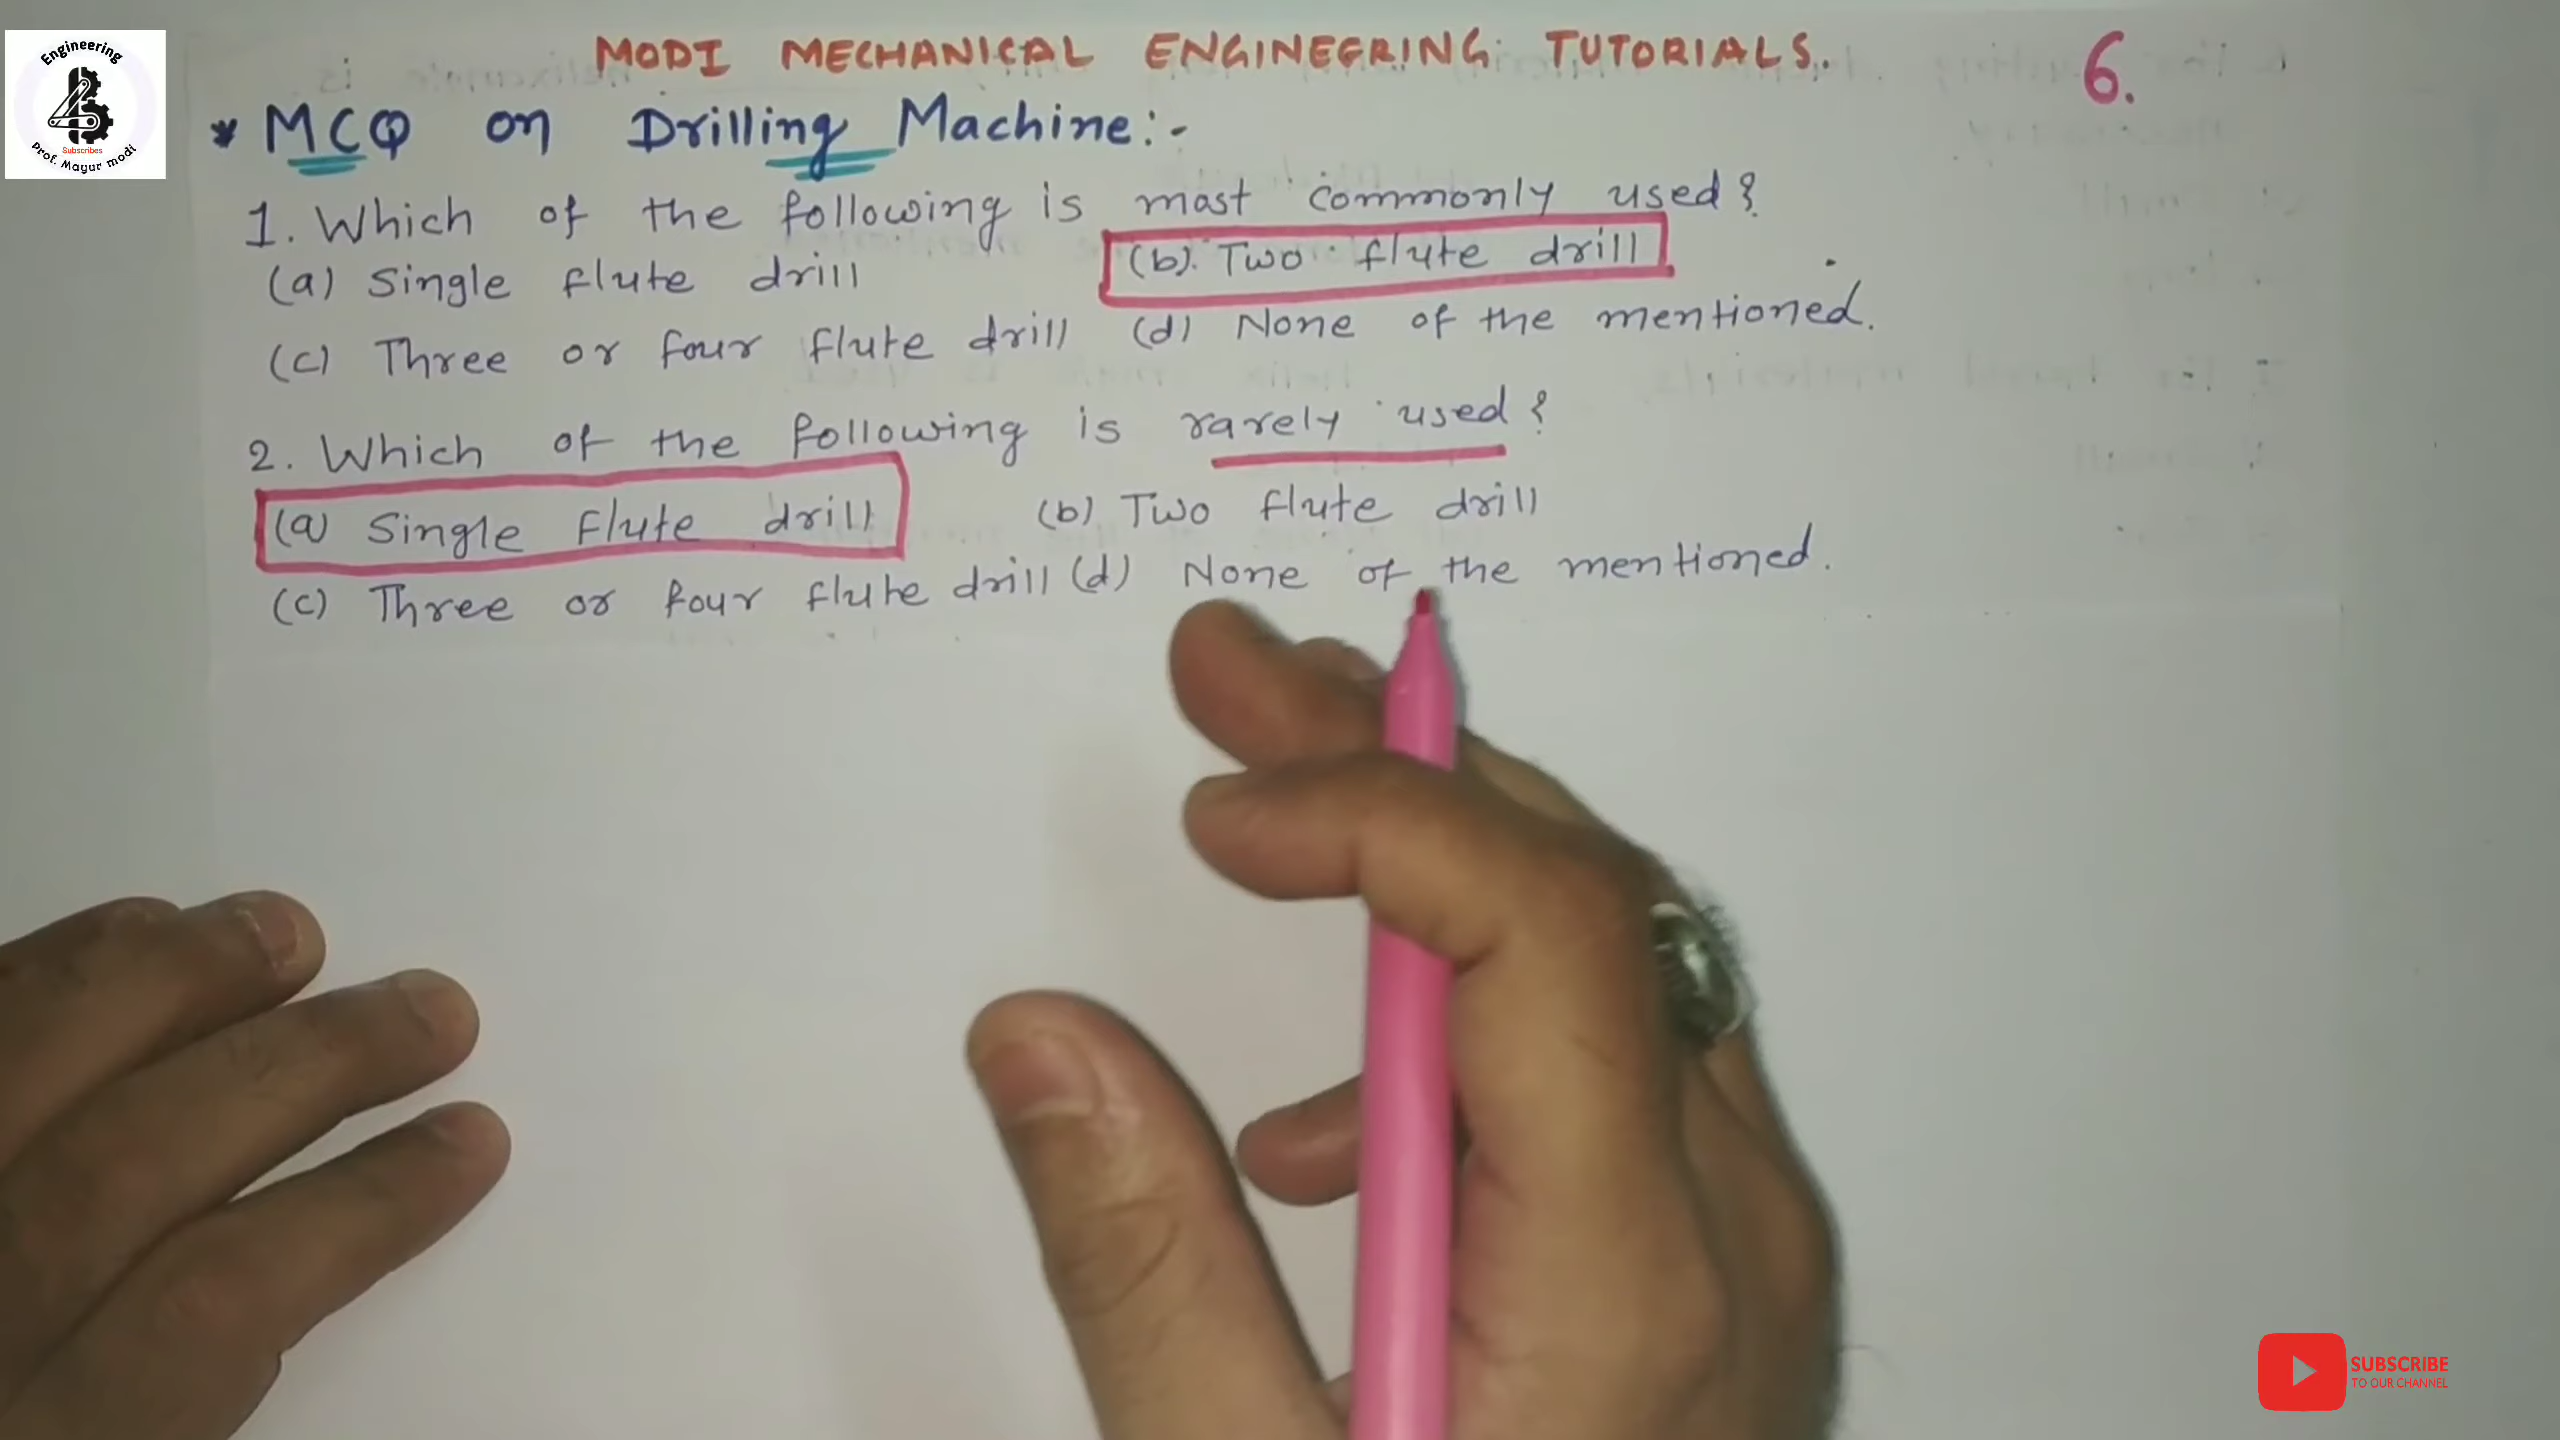 Engineering
Subscribes
Prof. Mayur modi
MODI MECHANICAL ENGINEERING TUTORIALS.
6.
* MCQ on Drilling Machine:-
1. Which of the following is most commonly used?
(a) Single flute drill (b). Two flute drill
(c) Three or four flute drill (d) None of the mentioned.
2. Which of the following is rarely used?
(a) Single flute drill (b) Two flute drill
(c) Three or four flute drill (d) None of the mentioned.
SUBSCRIBE
TO OUR CHANNEL